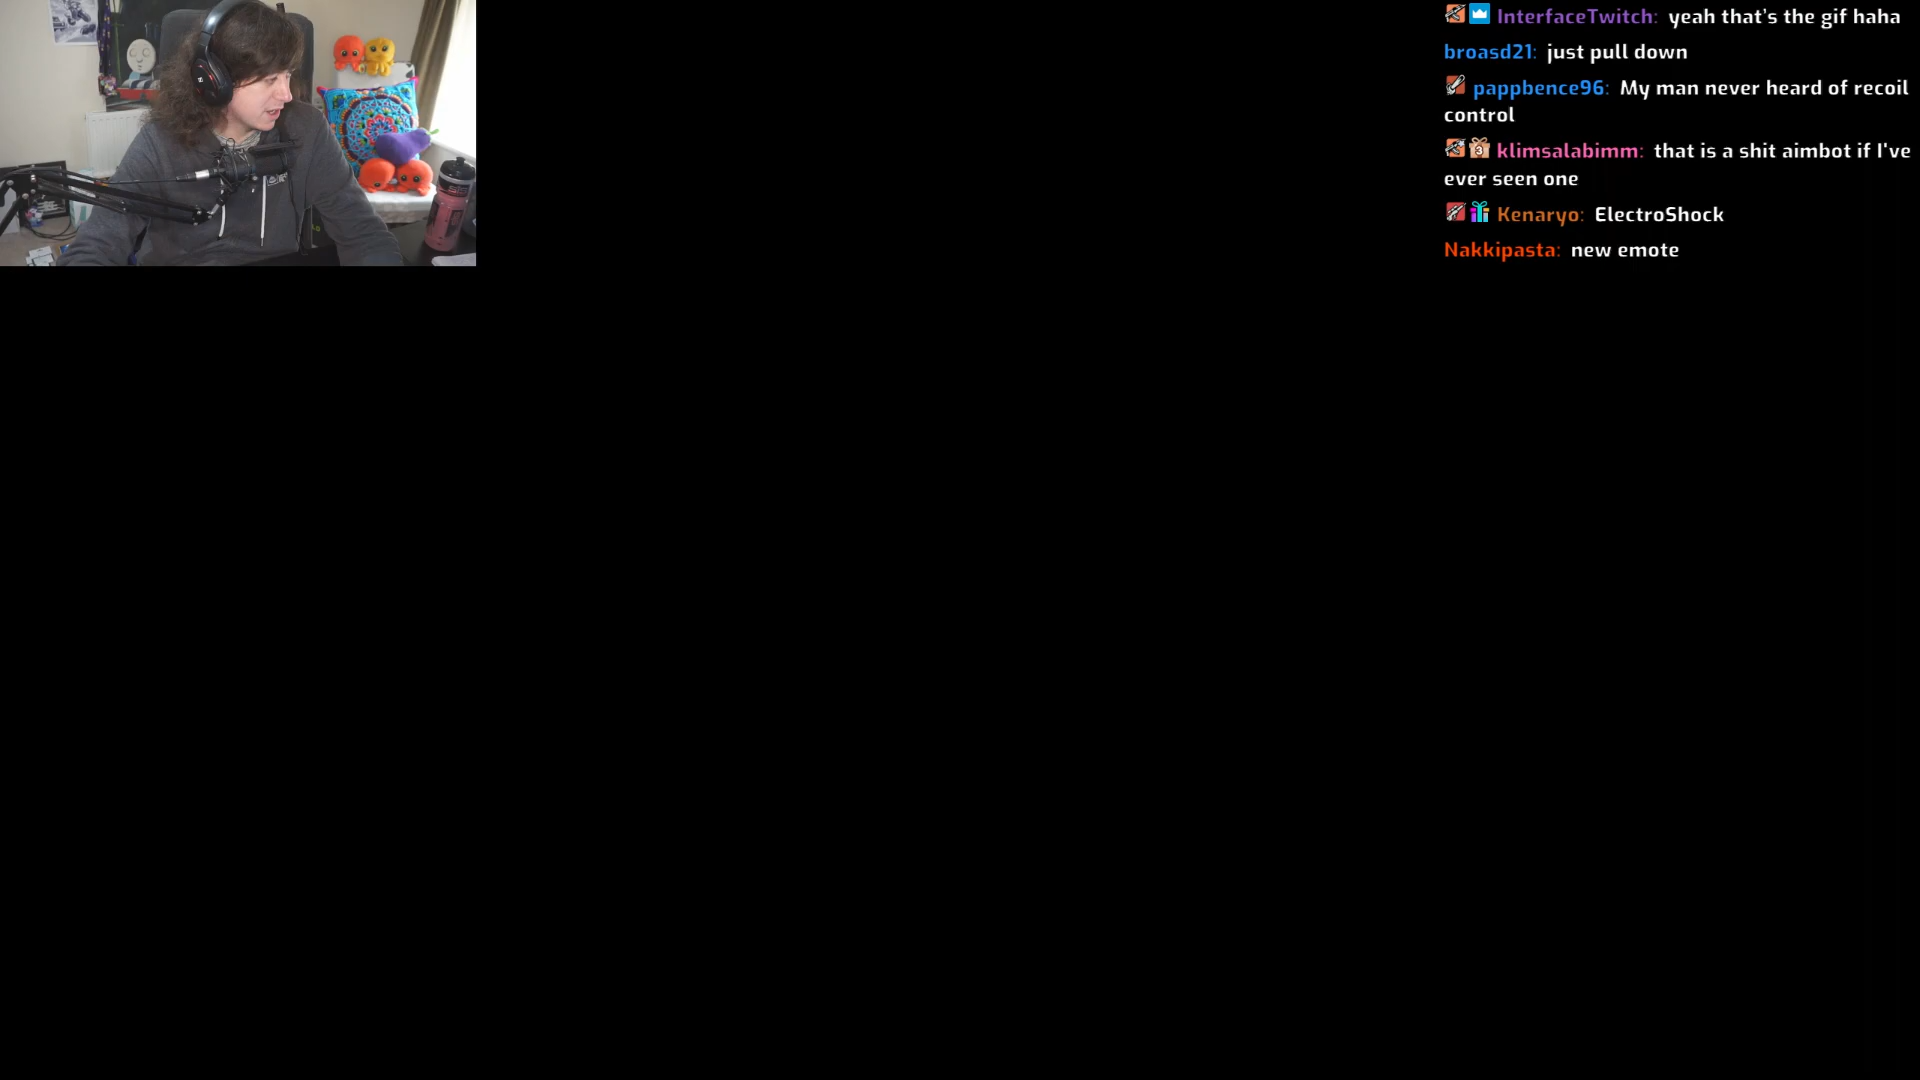 InterfaceTwitch: yeah that's the gif haha
broasd21: just pull down
pappbence96: My man never heard of recoil
control
klimsalabimm: that is a shit aimbot if I've
ever seen one
Kenaryo: ElectroShock
Nakkipasta: new emote